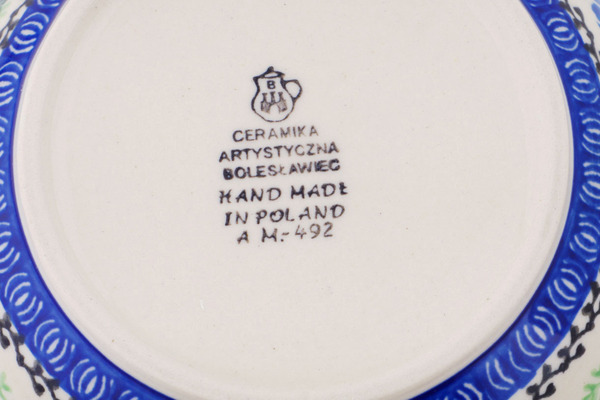 B
CERAMIKA
ARTYSTYCZNA
BOLESŁAWIEC
HAND MADE
IN POLAND
A M.-492